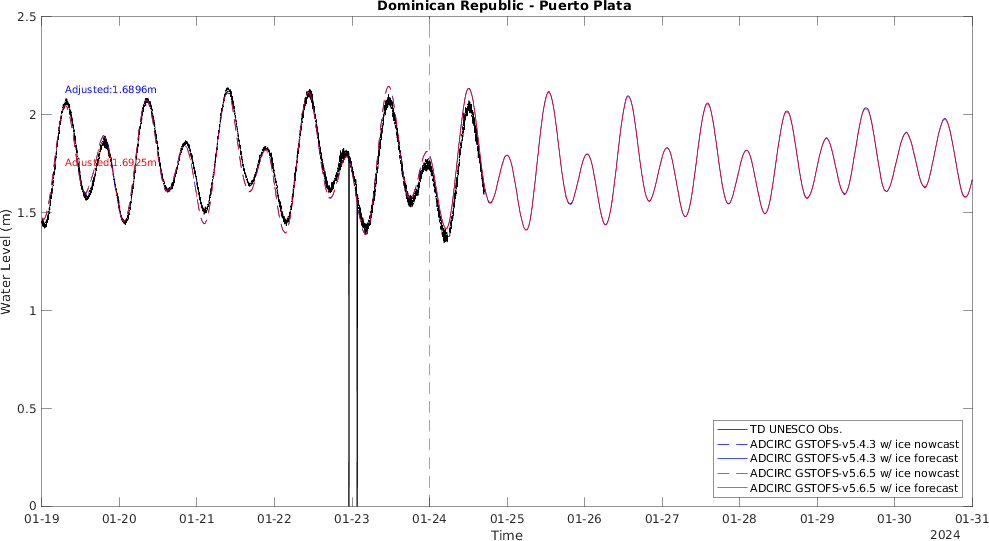 Dominican Republic - Puerto Plata
2.5
2
1.5
1
0.5
0
Water Level (m)
Adjusted:1.6896m
Adjusted:1.6925m
TD UNESCO Obs.
ADCIRC GSTOFS-v5.4.3 w/ ice nowcast
ADCIRC GSTOFS-v5.4.3 w/ ice forecast
ADCIRC GSTOFS-v5.6.5 w/ ice nowcast
ADCIRC GSTOFS-v5.6.5 w/ ice forecast
01-19 01-20 01-21 01-22 01-23 01-24 01-25 01-26 01-27 01-28 01-29 01-30 01-31
Time
2024